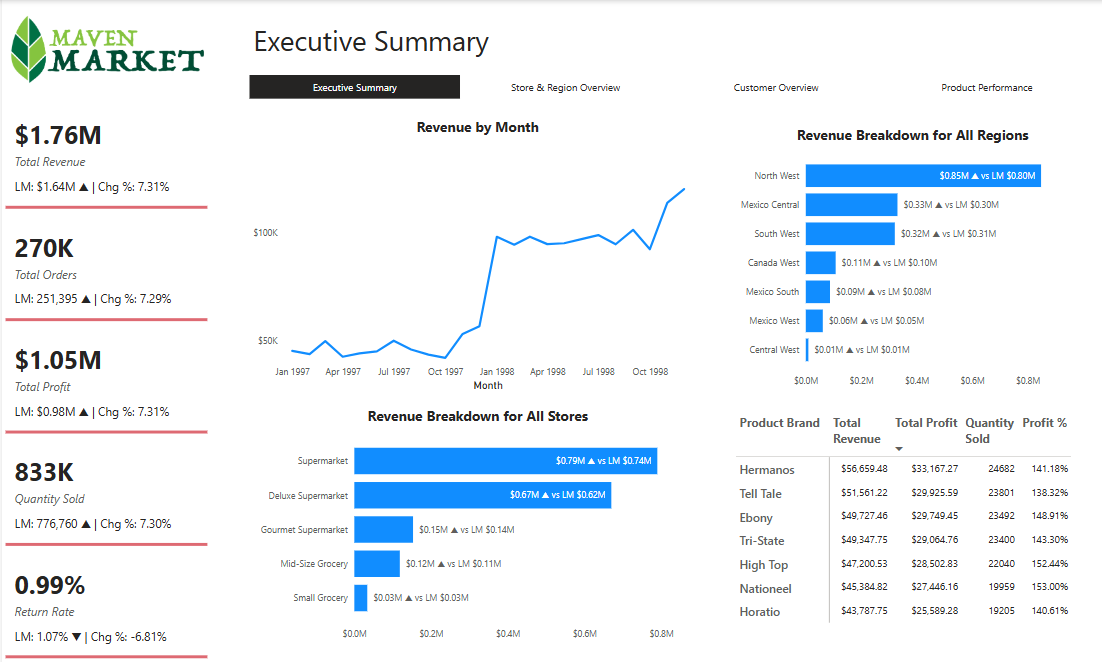 MAVEN
MARKET
Executive Summary
Executive Summary
Store & Region Overview
Customer Overview
Product Performance
$1.76M
Total Revenue
LM: $1.64M ▲ | Chg %: 7.31%
270K
Total Orders
LM: 251,395 ▲ | Chg %: 7.29%
$1.05M
Total Profit
LM: $0.98M ▲ | Chg %: 7.31%
833K
Quantity Sold
LM: 776,760 ▲ | Chg %: 7.30%
0.99%
Return Rate
LM: 1.07% ▼ | Chg %: -6.81%
Revenue by Month
$100K
$50K
Jan 1997 Apr 1997 Jul 1997 Oct 1997 Jan 1998 Apr 1998 Jul 1998 Oct 1998
Month
Revenue Breakdown for All Regions
North West $0.85M ▲ vs LM $0.80M
Mexico Central $0.33M ▲ vs LM $0.30M
South West $0.32M ▲ vs LM $0.31M
Canada West $0.11M ▲ vs LM $0.10M
Mexico South $0.09M ▲ vs LM $0.08M
Mexico West $0.06M ▲ vs LM $0.05M
Central West $0.01M ▲ vs LM $0.01M
$0.0M $0.2M $0.4M $0.6M $0.8M
Revenue Breakdown for All Stores
Supermarket $0.79M ▲ vs LM $0.74M
Deluxe Supermarket $0.67M ▲ vs LM $0.62M
Gourmet Supermarket $0.15M ▲ vs LM $0.14M
Mid-Size Grocery $0.12M ▲ vs LM $0.11M
Small Grocery $0.03M ▲ vs LM $0.03M
$0.0M $0.2M $0.4M $0.6M $0.8M
Product Brand Total Total Profit Quantity Profit %
Revenue Sold
Hermanos $56,659.48 $33,167.27 24682 141.18%
Tell Tale $51,561.22 $29,925.59 23801 138.32%
Ebony $49,727.46 $29,749.45 23492 148.91%
Tri-State $49,347.75 $29,064.76 23400 143.30%
High Top $47,200.53 $28,502.83 22040 152.44%
Nationeel $45,384.82 $27,446.16 19959 153.00%
Horatio $43,787.75 $25,589.28 19205 140.61%